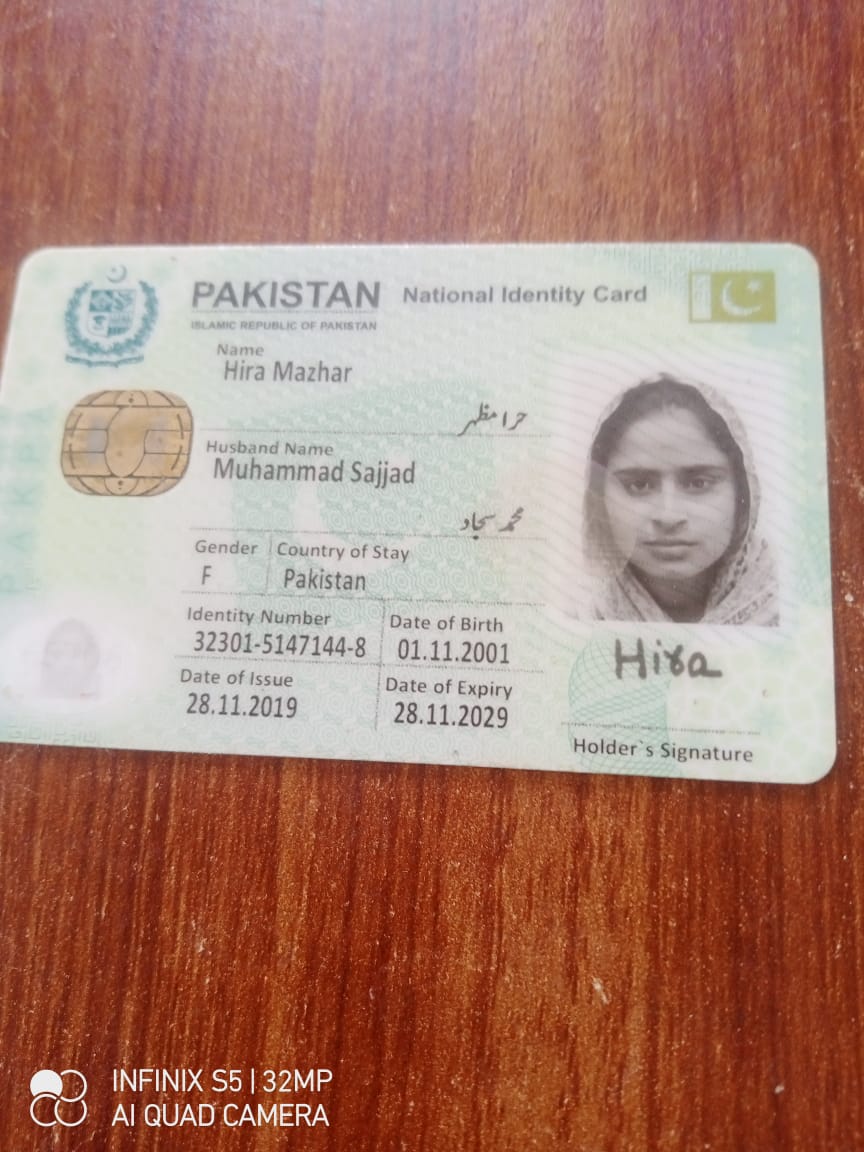 PAKISTAN National Identity Card
ISLAMIC REPUBLIC OF PAKISTAN
Name
Hira Mazhar
حرا مظہر
Husband Name
Muhammad Sajjad
محمد سجاد
Gender Country of Stay
F Pakistan
Identity Number Date of Birth
32301-5147144-8 01.11.2001
Date of Issue Date of Expiry
28.11.2019 28.11.2029
Hira
Holder`s Signature
INFINIX S5 | 32MP
AI QUAD CAMERA